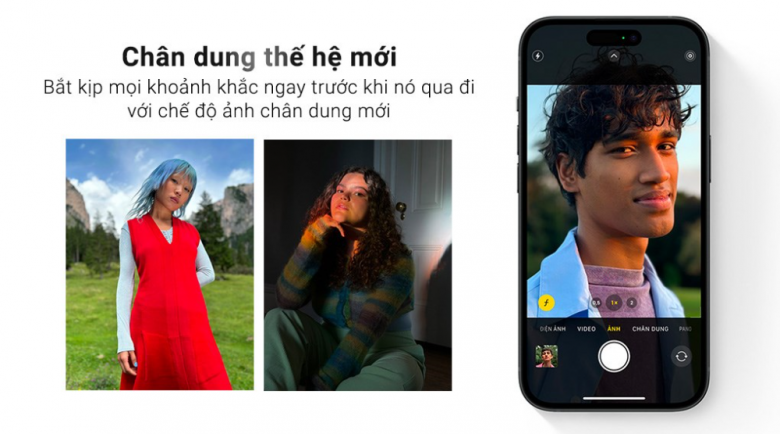 Chân dung thế hệ mới
Bắt kịp mọi khoảnh khắc ngay trước khi nó qua đi
với chế độ ảnh chân dung mới
0,5 1× 2
ĐIỆN ẢNH VIDEO ẢNH CHÂN DUNG PANO